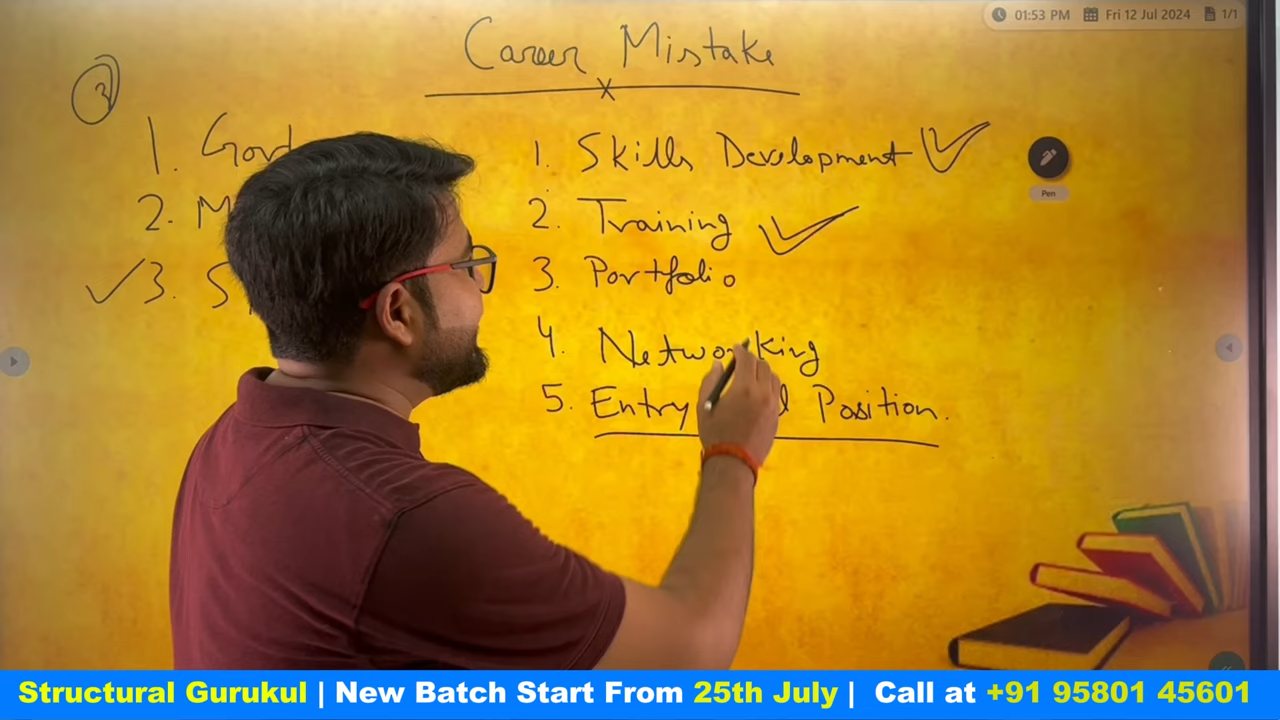 01:53 PM Fri 12 Jul 2024 1/1
Career Mistake
3
1. Govt
2. M
3. S
1. Skills Development
2. Training
3. Portfolio
4. Networking
5. Entry Position.
Pen
Structural Gurukul | New Batch Start From 25th July | Call at +91 95801 45601